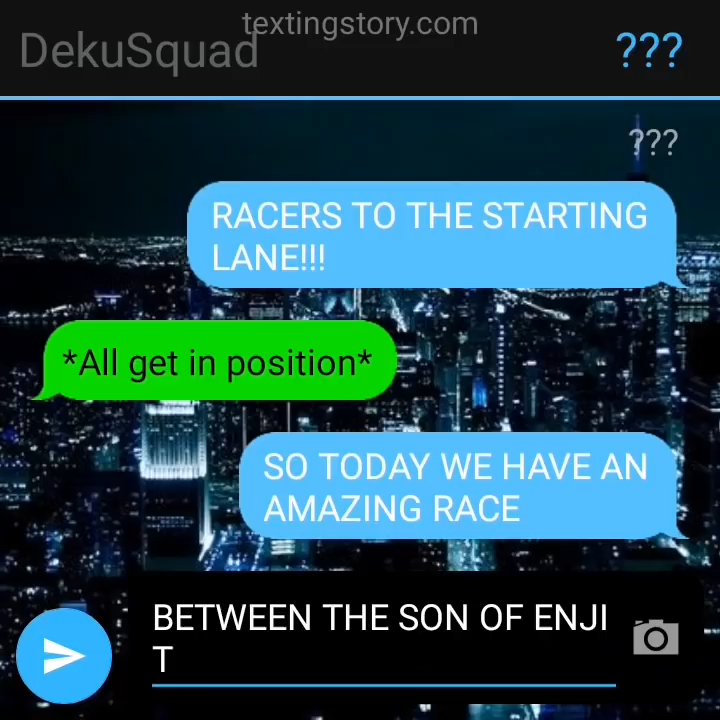 textingstory.com
DekuSquad
???
???
RACERS TO THE STARTING
LANE!!!
*All get in position*
SO TODAY WE HAVE AN
AMAZING RACE
BETWEEN THE SON OF ENJI
T